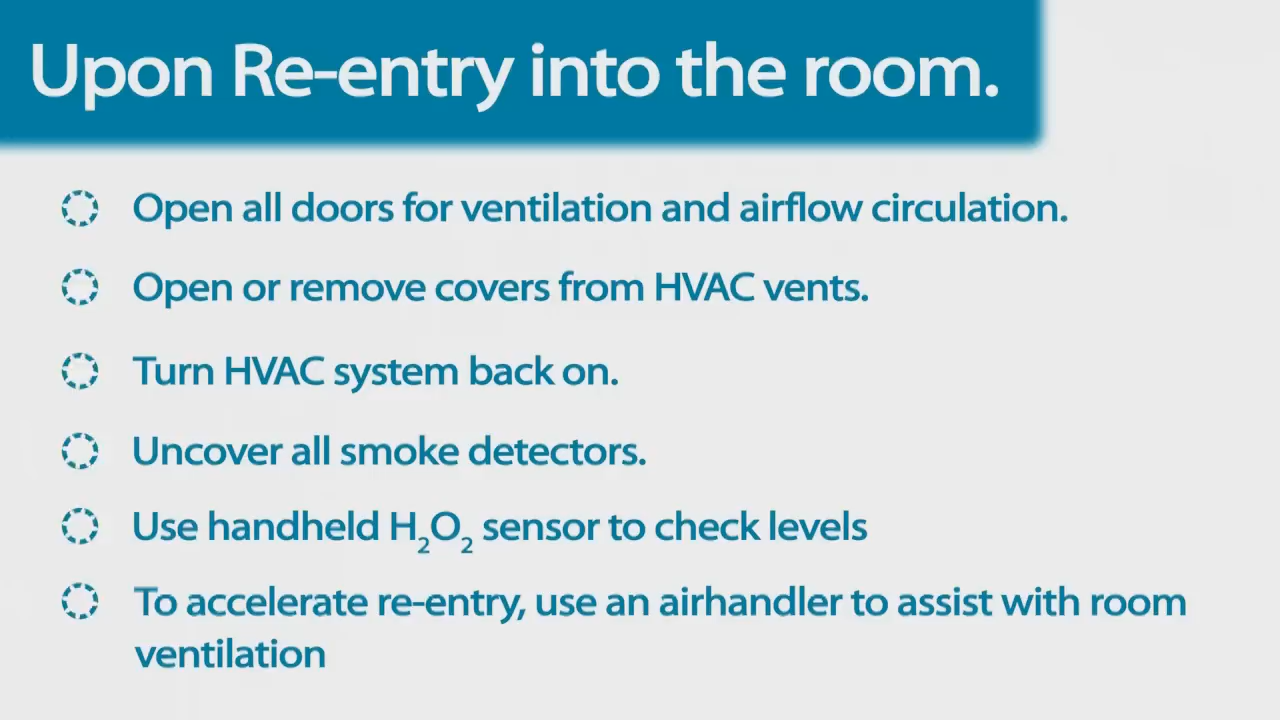 Upon Re-entry into the room.
Open all doors for ventilation and airflow circulation.
Open or remove covers from HVAC vents.
Turn HVAC system back on.
Uncover all smoke detectors.
Use handheld H₂O₂ sensor to check levels
To accelerate re-entry, use an airhandler to assist with room
ventilation